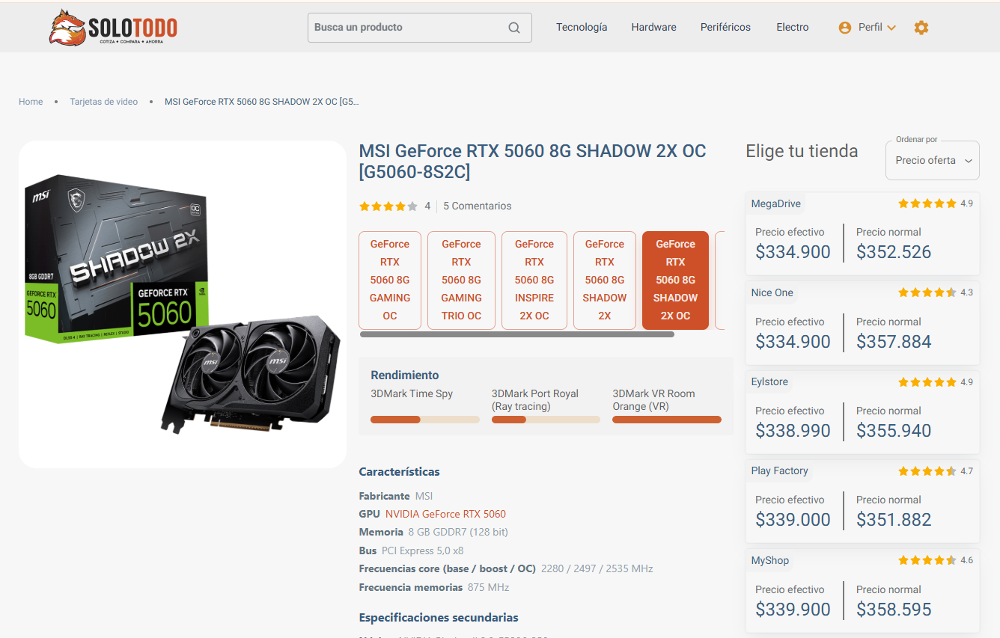 SOLOTODO
COTIZA • COMPARA • AHORRA
Busca un producto
Tecnología
Hardware
Periféricos
Electro
Perfil
Home • Tarjetas de video • MSI GeForce RTX 5060 8G SHADOW 2X OC [G5...
msi
OC
SHADOW 2X
8GB GDDR7
GEFORCE RTX
5060
GEFORCE RTX
5060
DLSS 4 | RAY TRACING | REFLEX | STUDIO
msi
msi
MSI GeForce RTX 5060 8G SHADOW 2X OC
[G5060-8S2C]
4 | 5 Comentarios
GeForce
RTX
5060 8G
GAMING
OC
GeForce
RTX
5060 8G
GAMING
TRIO OC
GeForce
RTX
5060 8G
INSPIRE
2X OC
GeForce
RTX
5060 8G
SHADOW
2X
GeForce
RTX
5060 8G
SHADOW
2X OC
Rendimiento
3DMark Time Spy
3DMark Port Royal
(Ray tracing)
3DMark VR Room
Orange (VR)
Características
Fabricante MSI
GPU NVIDIA GeForce RTX 5060
Memoria 8 GB GDDR7 (128 bit)
Bus PCI Express 5,0 x8
Frecuencias core (base / boost / OC) 2280 / 2497 / 2535 MHz
Frecuencia memorias 875 MHz
Especificaciones secundarias
Elige tu tienda
Ordenar por
Precio oferta
MegaDrive 4.9
Precio efectivo Precio normal
$334.900 $352.526
Nice One 4.3
Precio efectivo Precio normal
$334.900 $357.884
Eylstore 4.9
Precio efectivo Precio normal
$338.990 $355.940
Play Factory 4.7
Precio efectivo Precio normal
$339.000 $351.882
MyShop 4.6
Precio efectivo Precio normal
$339.900 $358.595